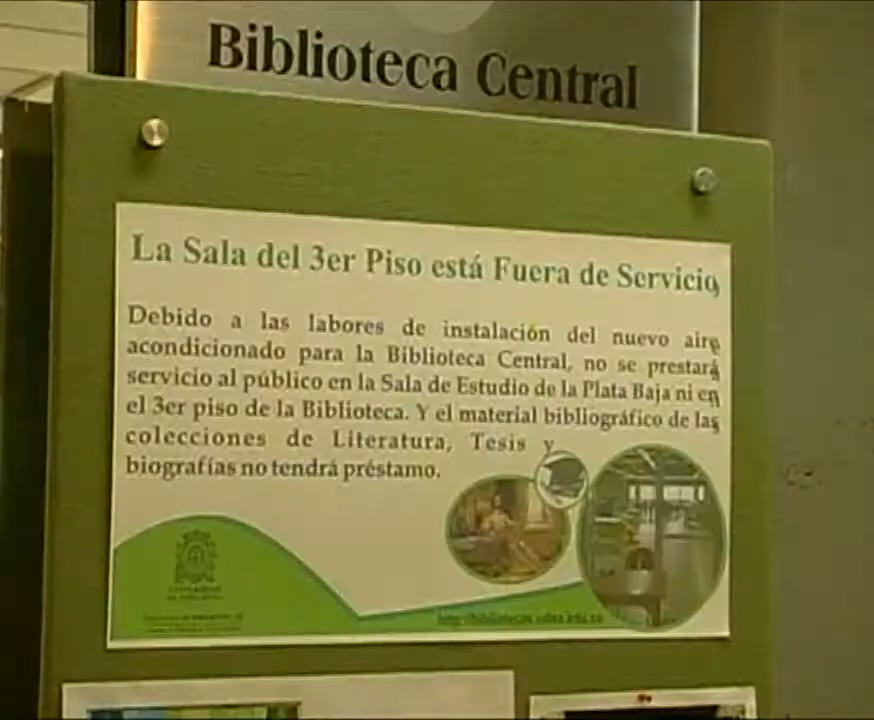 Biblioteca Central
La Sala del 3er Piso está Fuera de Servicio,
Debido a las labores de instalación del nuevo aire
acondicionado para la Biblioteca Central, no se prestará
servicio al público en la Sala de Estudio de la Plata Baja ni en
el 3er piso de la Biblioteca. Y el material bibliográfico de las
colecciones de Literatura, Tesis y
biografías no tendrá préstamo.